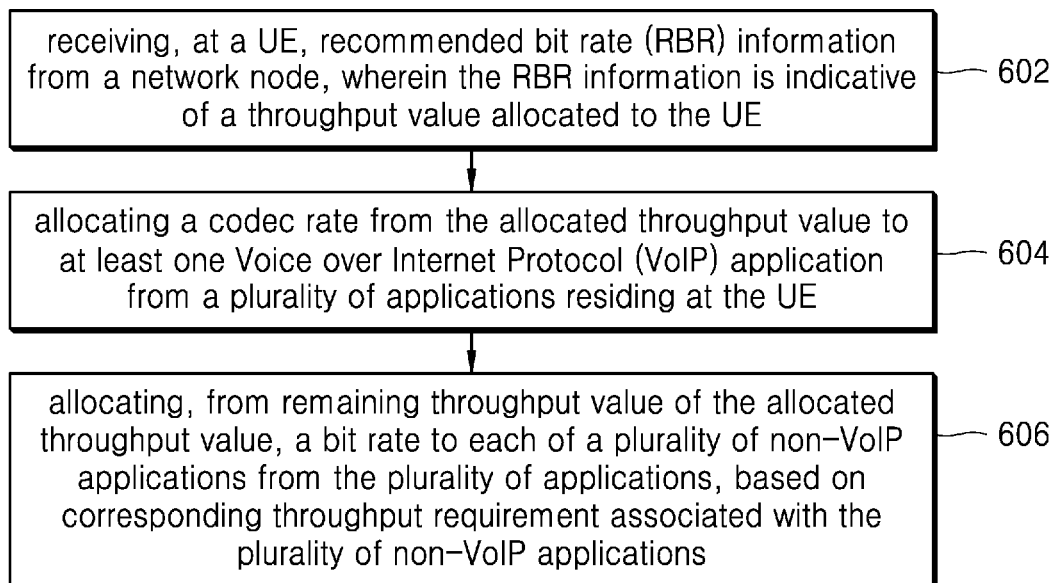 receiving, at a UE, recommended bit rate (RBR) information
from a network node, wherein the RBR information is indicative
of a throughput value allocated to the UE
602
allocating a codec rate from the allocated throughput value to
at least one Voice over Internet Protocol (VoIP) application
from a plurality of applications residing at the UE
604
allocating, from remaining throughput value of the allocated
throughput value, a bit rate to each of a plurality of non-VoIP
applications from the plurality of applications, based on
corresponding throughput requirement associated with the
plurality of non-VoIP applications
606